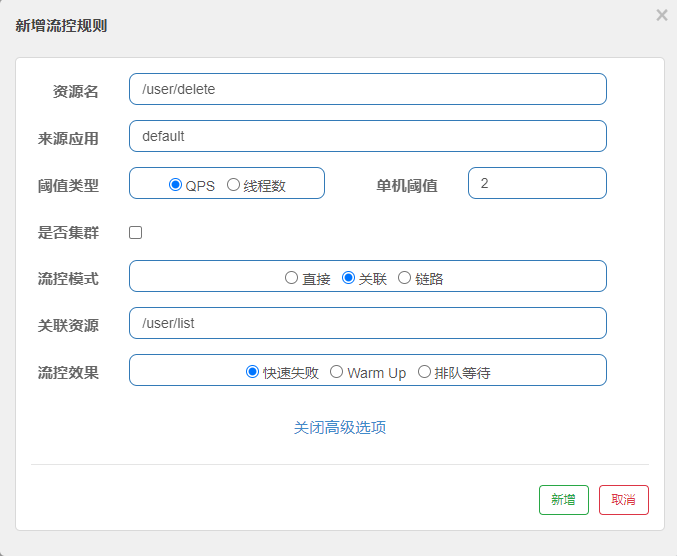 新增流控规则
×
资源名 /user/delete
来源应用 default
阈值类型 QPS 线程数 单机阈值 2
是否集群
流控模式 直接 关联 链路
关联资源 /user/list
流控效果 快速失败 Warm Up 排队等待
关闭高级选项
新增 取消